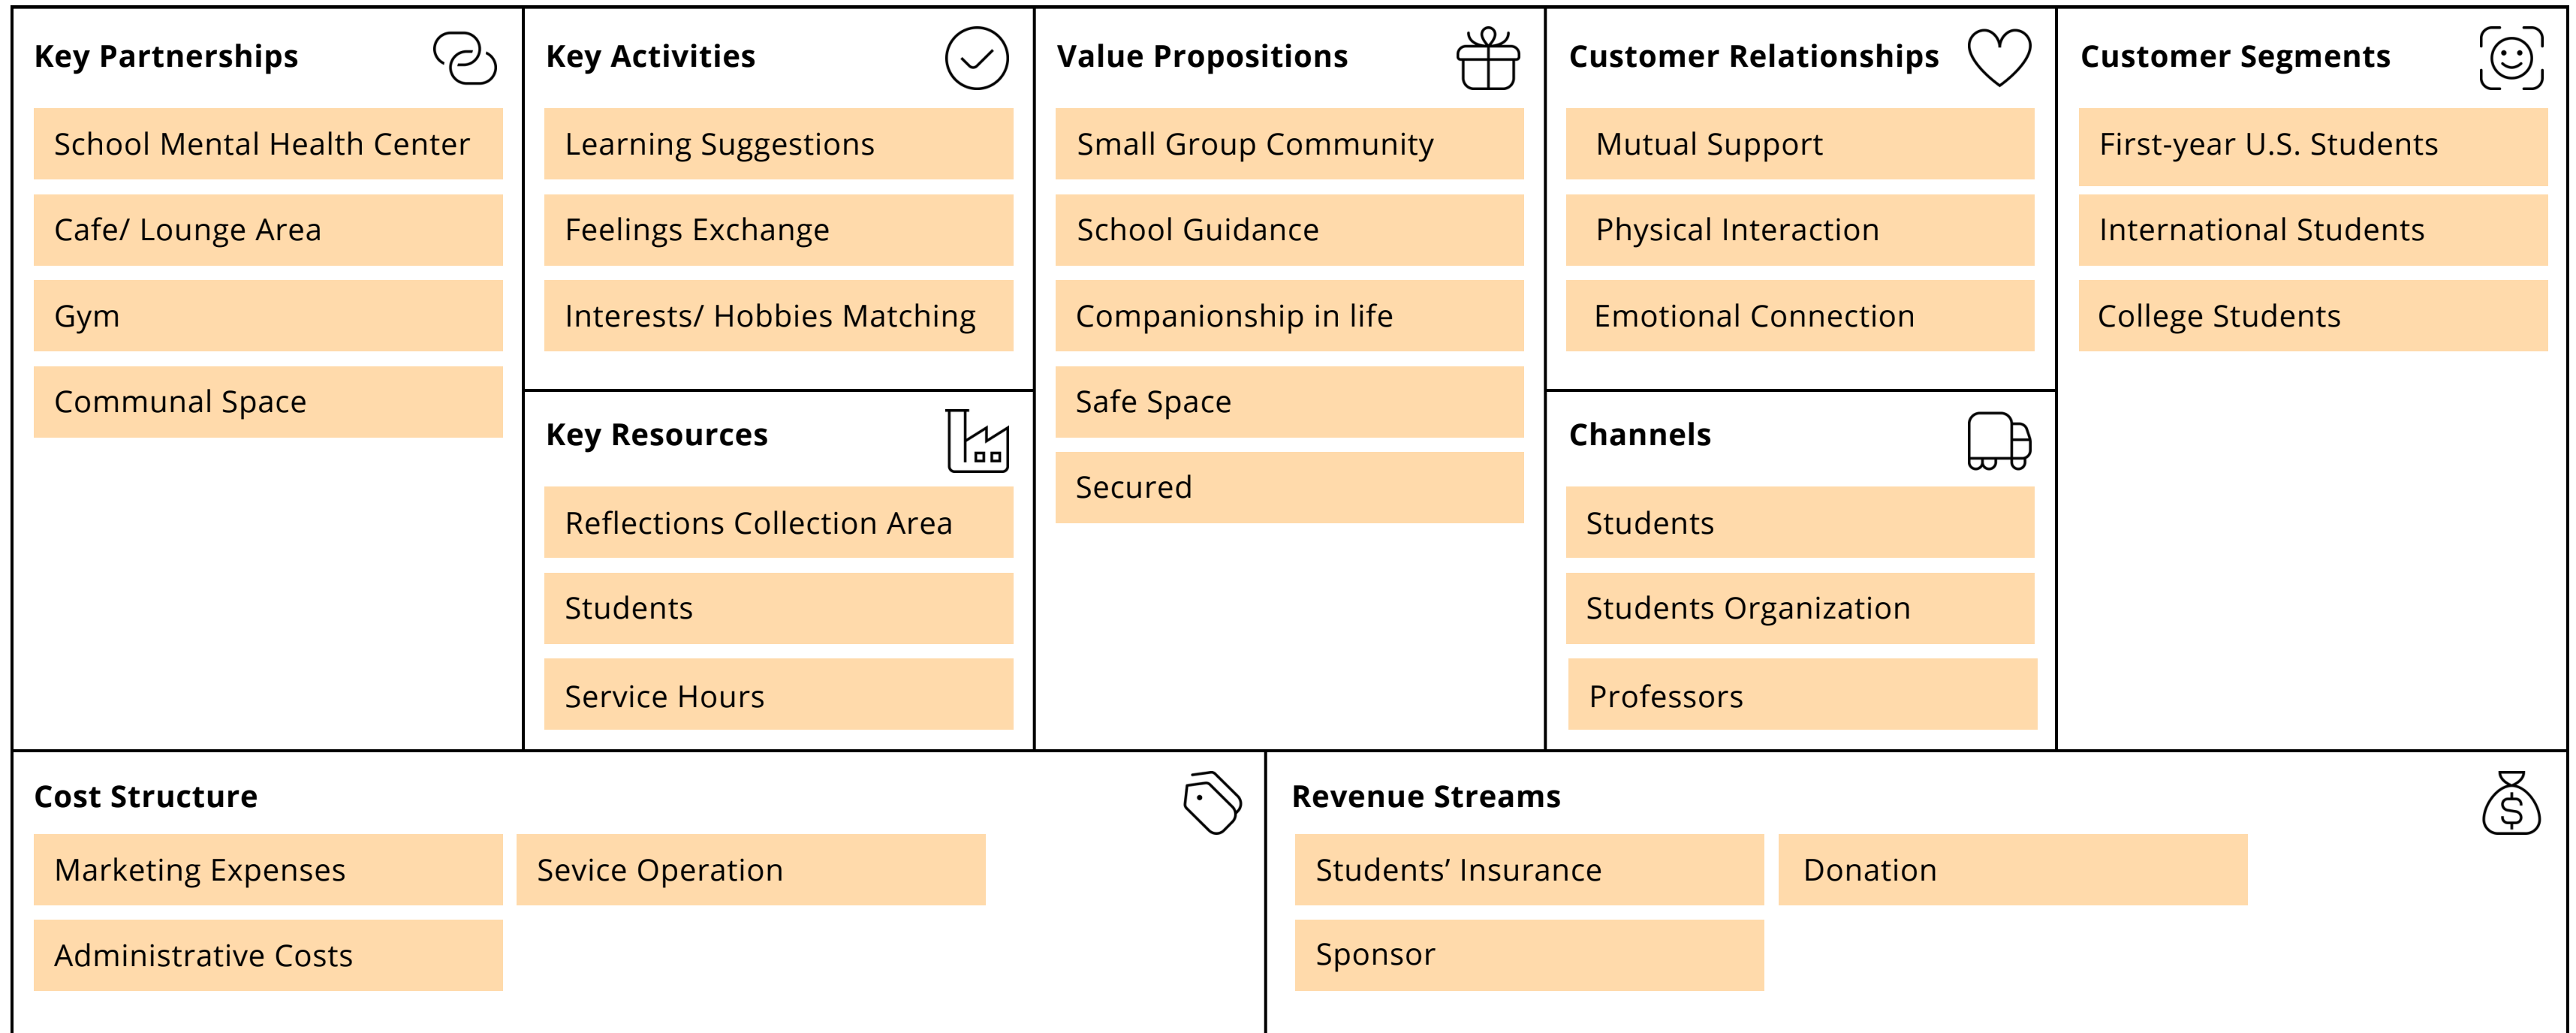 Key Partnerships
School Mental Health Center
Cafe/ Lounge Area
Gym
Communal Space
Key Activities
Learning Suggestions
Feelings Exchange
Interests/ Hobbies Matching
Key Resources
Reflections Collection Area
Students
Service Hours
Value Propositions
Small Group Community
School Guidance
Companionship in life
Safe Space
Secured
Customer Relationships
Mutual Support
Physical Interaction
Emotional Connection
Channels
Students
Students Organization
Professors
Customer Segments
First-year U.S. Students
International Students
College Students
Cost Structure
Marketing Expenses
Sevice Operation
Administrative Costs
Revenue Streams
Students’ Insurance
Donation
Sponsor